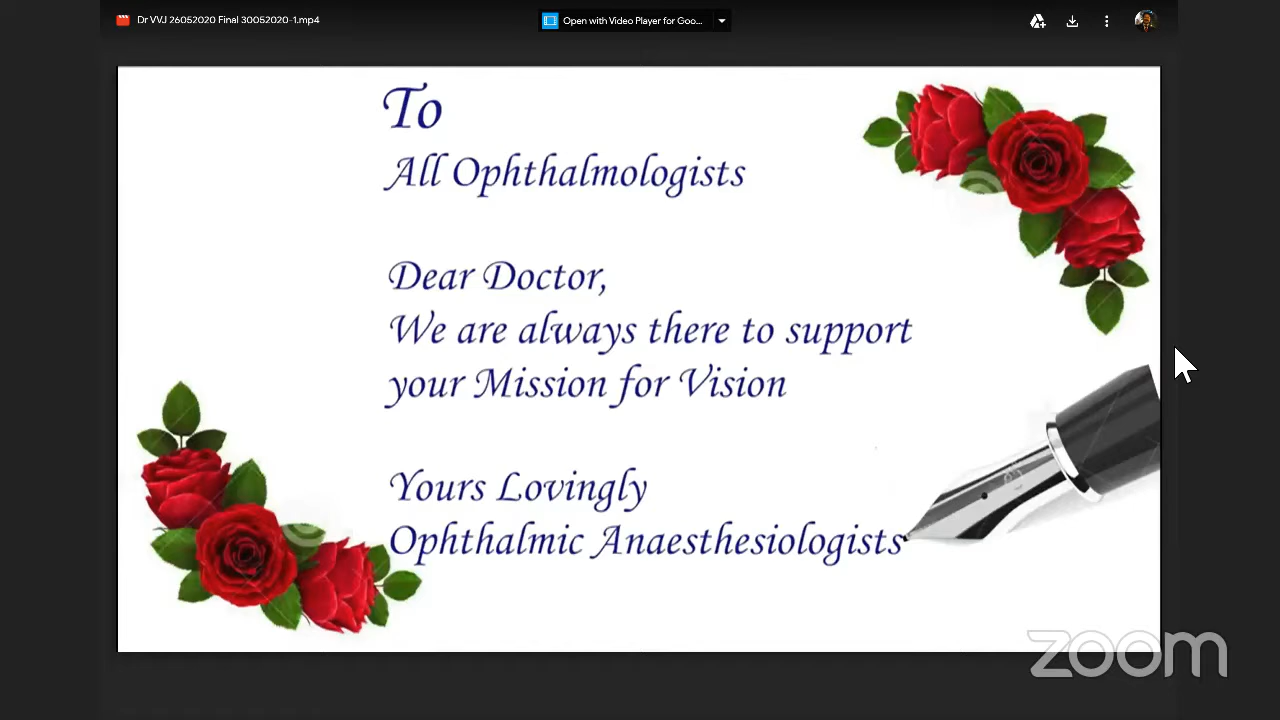 Dr VVJ 26052020 Final 30052020-1.mp4
Open with Video Player for Goo...
To
All Ophthalmologists
Dear Doctor,
We are always there to support
your Mission for Vision
Yours Lovingly
Ophthalmic Anaesthesiologists
zoom